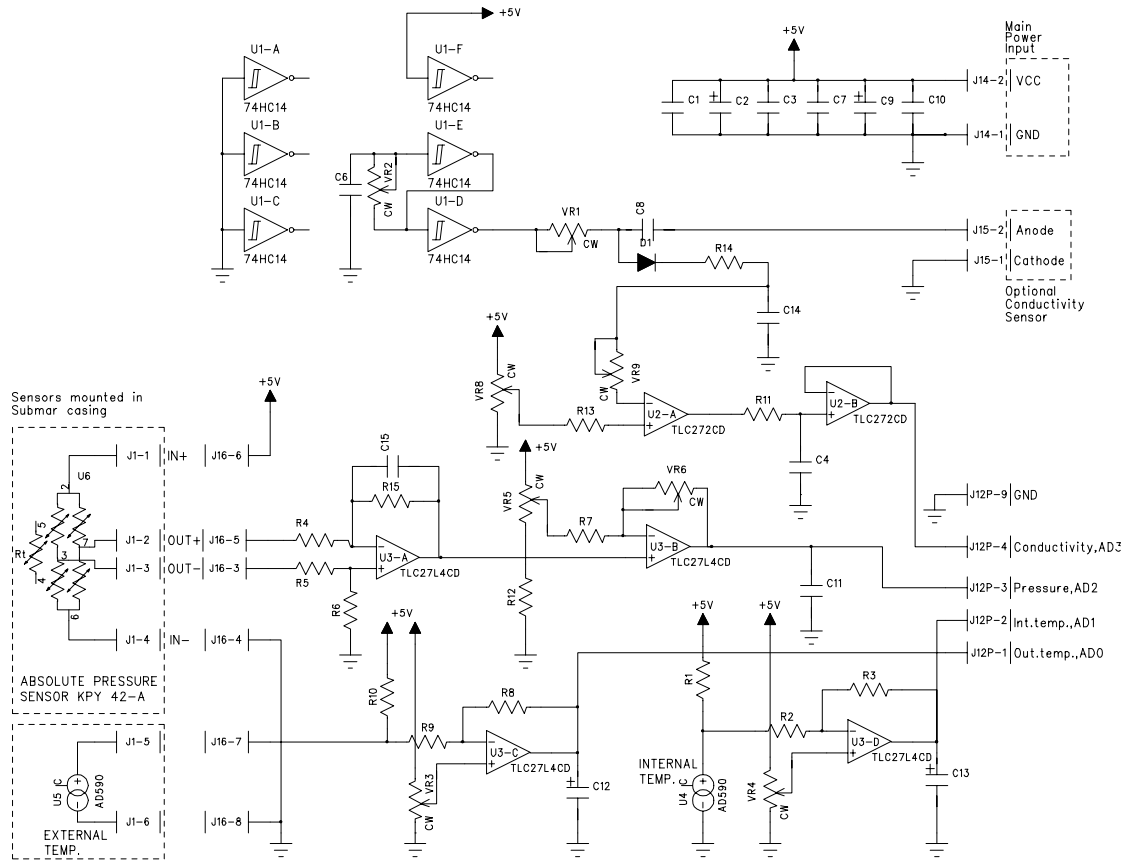 +5V
U1-A
U1-F
74HC14
74HC14
U1-B
U1-E
74HC14
74HC14
C6
VR2
CW
U1-C
U1-D
74HC14
74HC14
+5V
C1
+
C2
C3
C7
+
C9
C10
Main
Power
Input
J14-2
VCC
J14-1
GND
VR1
CW
C8
D1
R14
J15-2
Anode
J15-1
Cathode
Optional
Conductivity
Sensor
C14
+5V
VR8
CW
VR9
CW
R13
U2-A
TLC272CD
R11
U2-B
TLC272CD
C4
Sensors mounted in
Submar casing
+5V
J1-1
IN+
J16-6
U6
2
5
7
3
Rt
4
6
J1-2
OUT+
J16-5
J1-3
OUT-
J16-3
J1-4
IN-
J16-4
ABSOLUTE PRESSURE
SENSOR KPY 42-A
C15
R15
R4
R5
R6
U3-A
TLC27L4CD
+5V
VR5
CW
R7
R12
VR6
CW
U3-B
TLC27L4CD
C11
J12P-9
GND
J12P-4
Conductivity,AD3
J12P-3
Pressure,AD2
J12P-2
Int.temp.,AD1
J12P-1
Out.temp.,AD0
J1-5
J16-7
J1-6
J16-8
U5
C
AD590
EXTERNAL
TEMP.
+5V
R10
R9
R8
VR3
CW
U3-C
TLC27L4CD
+
C12
+5V
R1
INTERNAL
TEMP.
U4
C
AD590
R2
R3
VR4
CW
U3-D
TLC27L4CD
+
C13